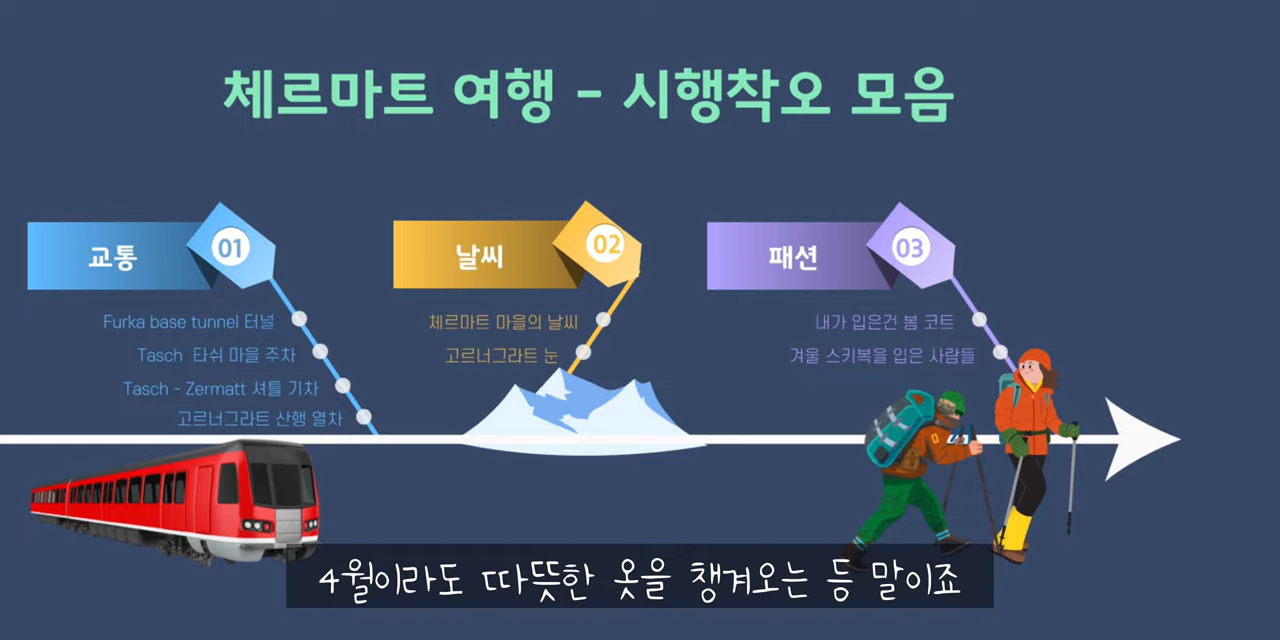 체르마트 여행 - 시행착오 모음
교통
01
Furka base tunnel 터널
Tasch 타쉬 마을 주차
Tasch - Zermatt 셔틀 기차
고르너그라트 산행 열차
날씨
02
체르마트 마을의 날씨
고르너그라트 눈
패션
03
내가 입은건 봄 코트
겨울 스키복을 입은 사람들
4월이라도 따뜻한 옷을 챙겨오는 등 말이죠